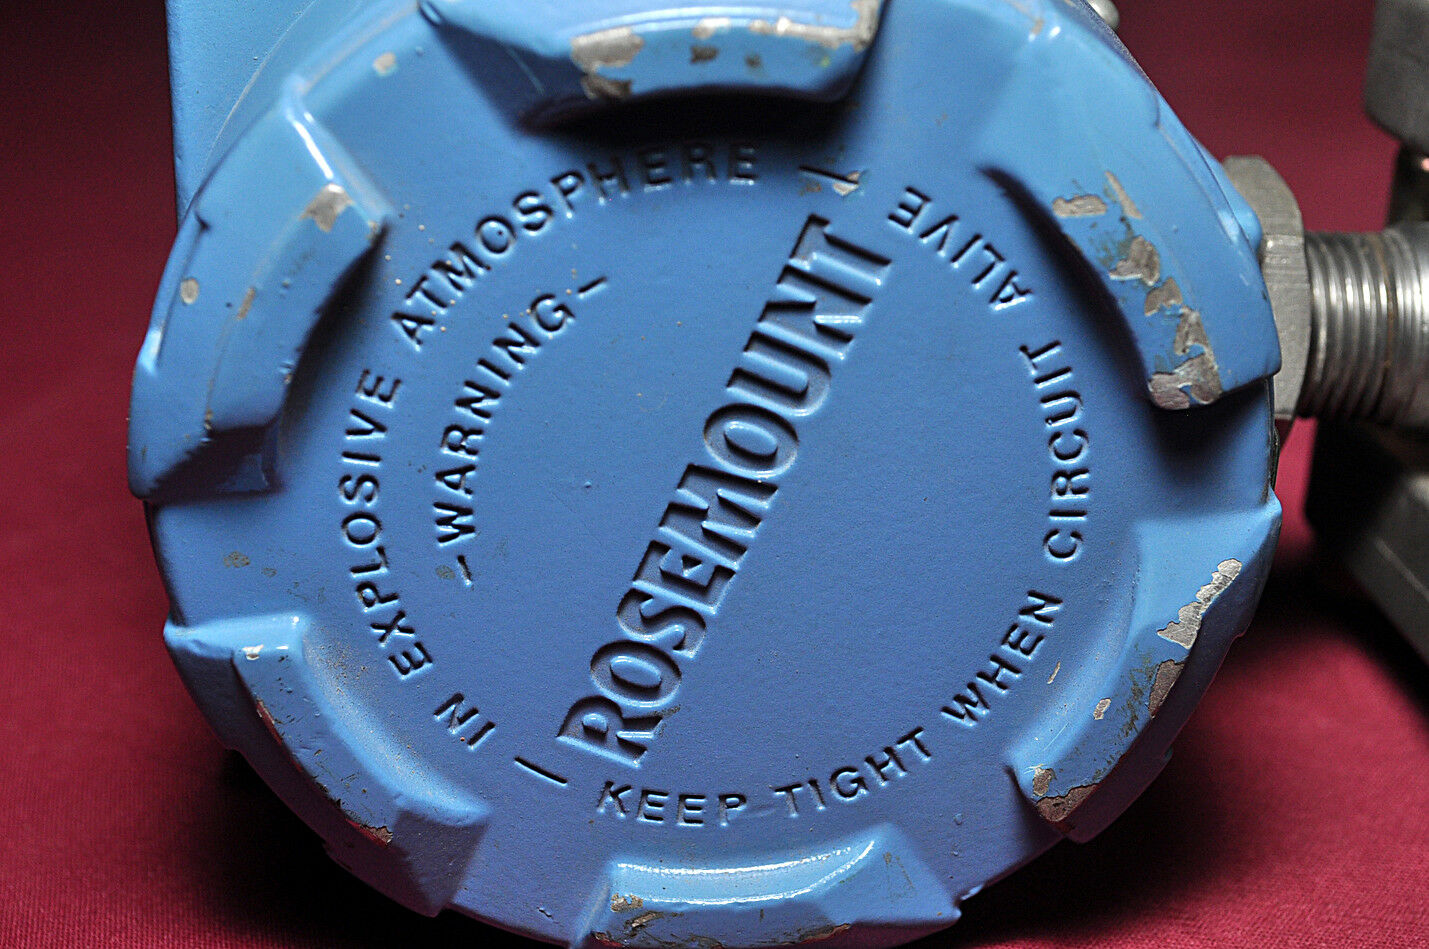 -WARNING-
IN EXPLOSIVE ATMOSPHERE —
ROSEMOUNT
— KEEP TIGHT WHEN CIRCUIT ALIVE